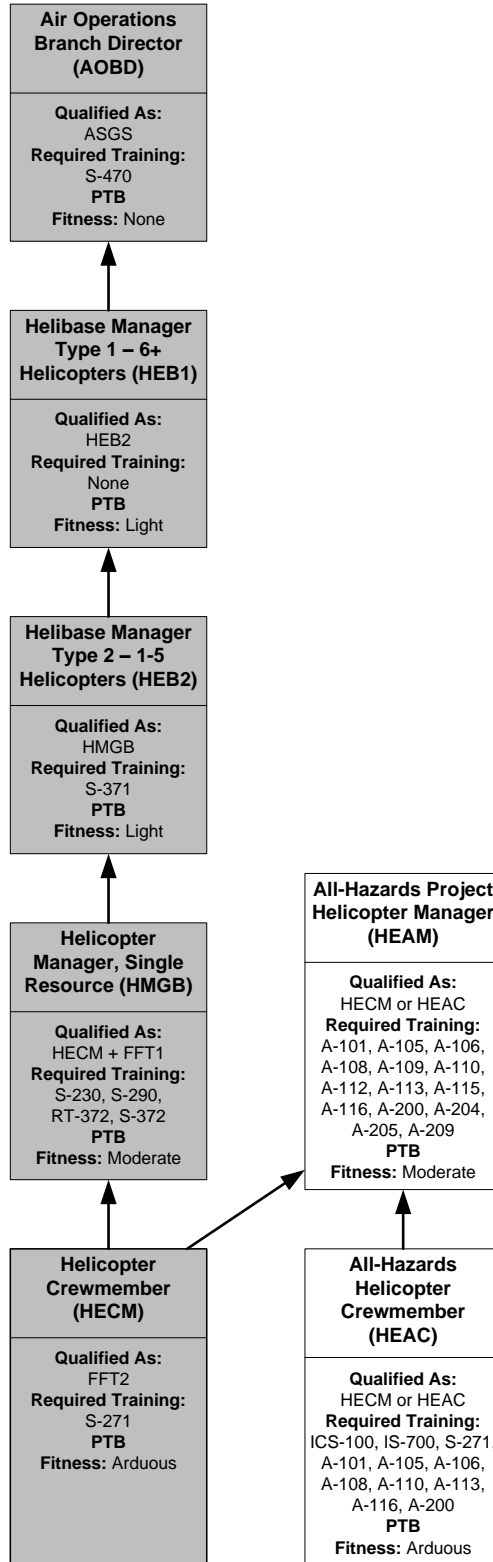 Air Operations
Branch Director
(AOBD)
Qualified As:
ASGS
Required Training:
S-470
PTB
Fitness: None
Helibase Manager
Type 1 – 6+
Helicopters (HEB1)
Qualified As:
HEB2
Required Training:
None
PTB
Fitness: Light
Helibase Manager
Type 2 – 1-5
Helicopters (HEB2)
Qualified As:
HMGB
Required Training:
S-371
PTB
Fitness: Light
Helicopter
Manager, Single
Resource (HMGB)
Qualified As:
HECM + FFT1
Required Training:
S-230, S-290,
RT-372, S-372
PTB
Fitness: Moderate
All-Hazards Project
Helicopter Manager
(HEAM)
Qualified As:
HECM or HEAC
Required Training:
A-101, A-105, A-106,
A-108, A-109, A-110,
A-112, A-113, A-115,
A-116, A-200, A-204,
A-205, A-209
PTB
Fitness: Moderate
Helicopter
Crewmember
(HECM)
Qualified As:
FFT2
Required Training:
S-271
PTB
Fitness: Arduous
All-Hazards
Helicopter
Crewmember
(HEAC)
Qualified As:
HECM or HEAC
Required Training:
ICS-100, IS-700, S-271,
A-101, A-105, A-106,
A-108, A-110, A-113,
A-116, A-200
PTB
Fitness: Arduous